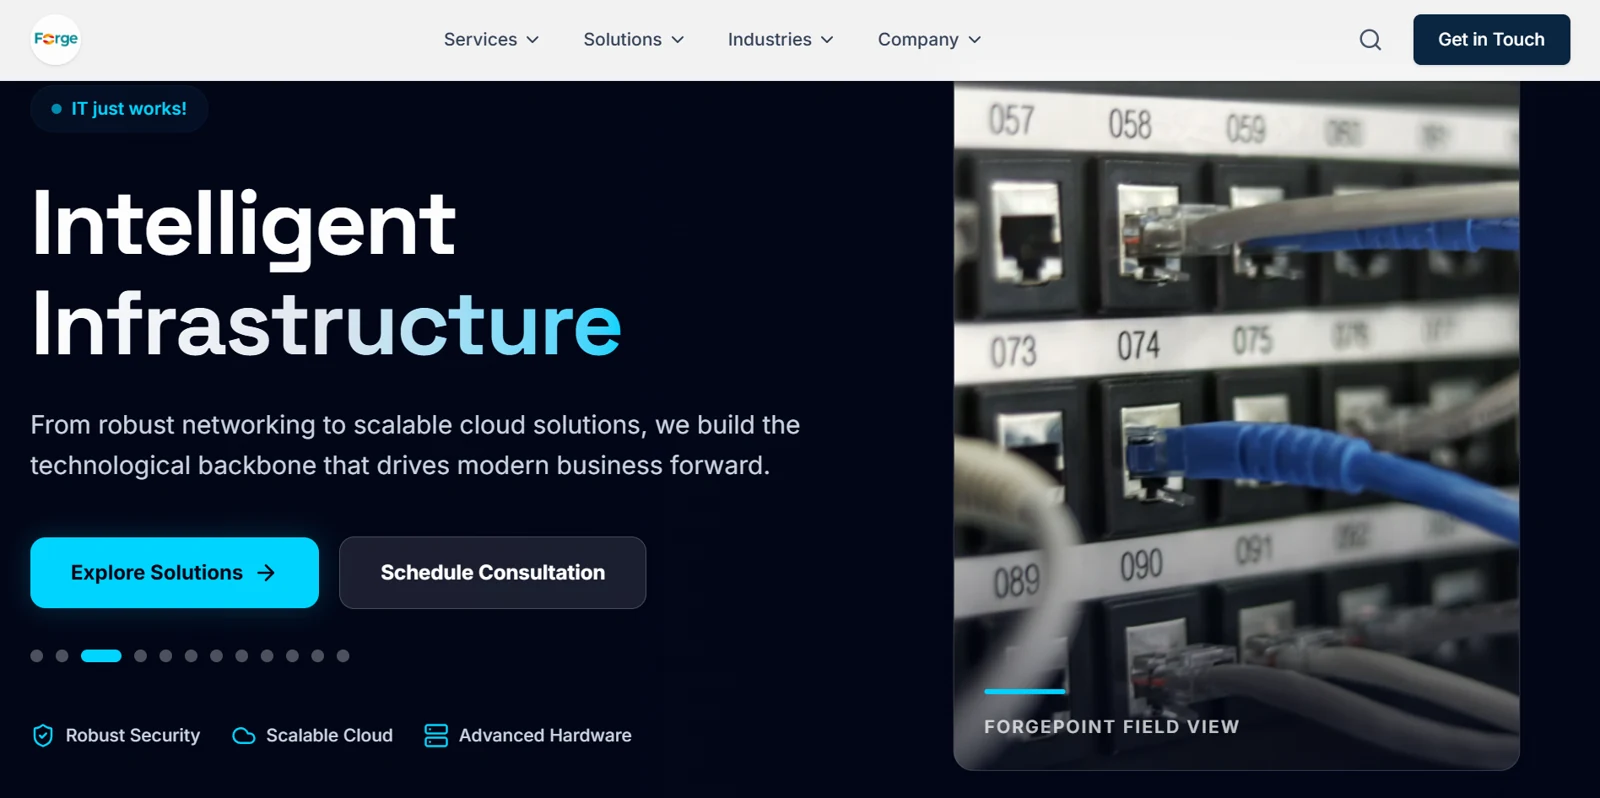 Forge
Services
Solutions
Industries
Company
Get in Touch
IT just works!
Intelligent
Infrastructure
From robust networking to scalable cloud solutions, we build the
technological backbone that drives modern business forward.
Explore Solutions
Schedule Consultation
Robust Security
Scalable Cloud
Advanced Hardware
057 058 059
073 074 075
089 090 091
FORGEPOINT FIELD VIEW